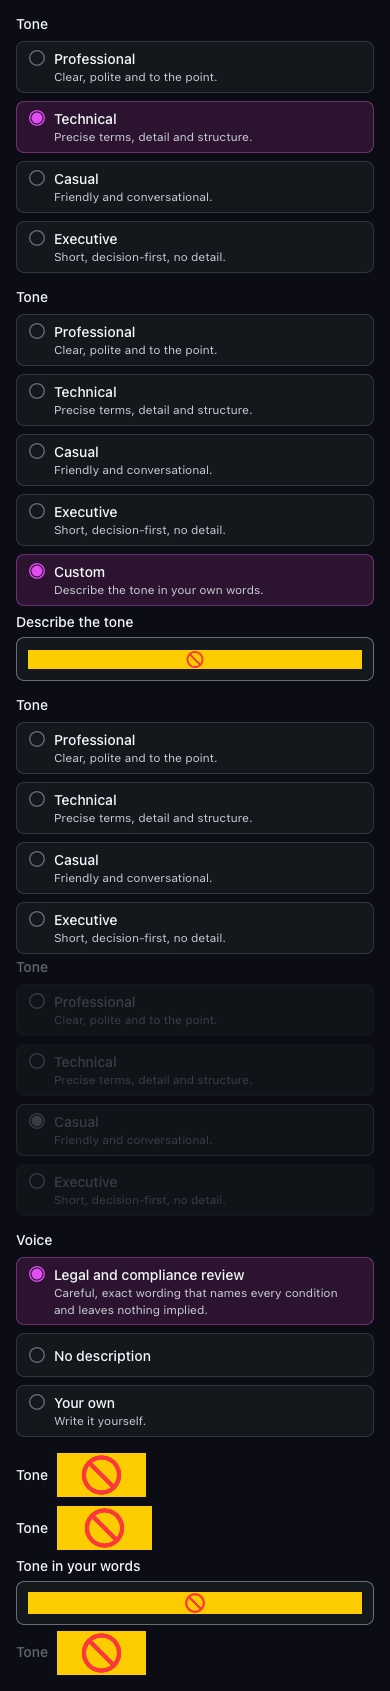 Tone
Professional
Clear, polite and to the point.
Technical
Precise terms, detail and structure.
Casual
Friendly and conversational.
Executive
Short, decision-first, no detail.
Tone
Professional
Clear, polite and to the point.
Technical
Precise terms, detail and structure.
Casual
Friendly and conversational.
Executive
Short, decision-first, no detail.
Custom
Describe the tone in your own words.
Describe the tone
Tone
Professional
Clear, polite and to the point.
Technical
Precise terms, detail and structure.
Casual
Friendly and conversational.
Executive
Short, decision-first, no detail.
Tone
Professional
Clear, polite and to the point.
Technical
Precise terms, detail and structure.
Casual
Friendly and conversational.
Executive
Short, decision-first, no detail.
Voice
Legal and compliance review
Careful, exact wording that names every condition
and leaves nothing implied.
No description
Your own
Write it yourself.
Tone
Tone
Tone in your words
Tone